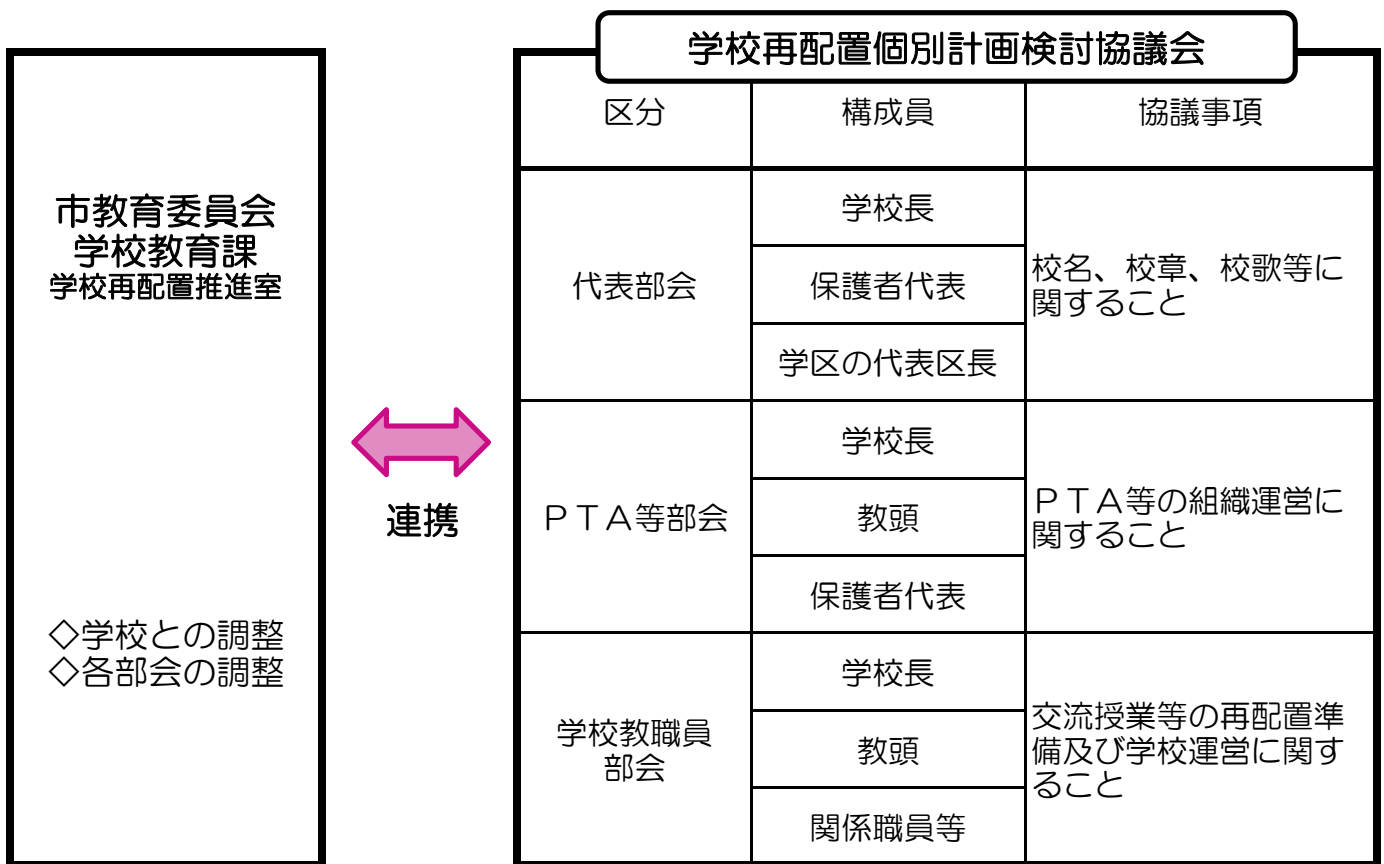 学校再配置個別計画検討協議会
市教育委員会
学校教育課
学校再配置推進室
◇学校との調整
◇各部会の調整
連携
区分
構成員
協議事項
代表部会
学校長
保護者代表
学区の代表区長
校名、校章、校歌等に
関すること
ＰＴＡ等部会
学校長
教頭
保護者代表
ＰＴＡ等の組織運営に
関すること
学校教職員
部会
学校長
教頭
関係職員等
交流授業等の再配置準
備及び学校運営に関す
ること